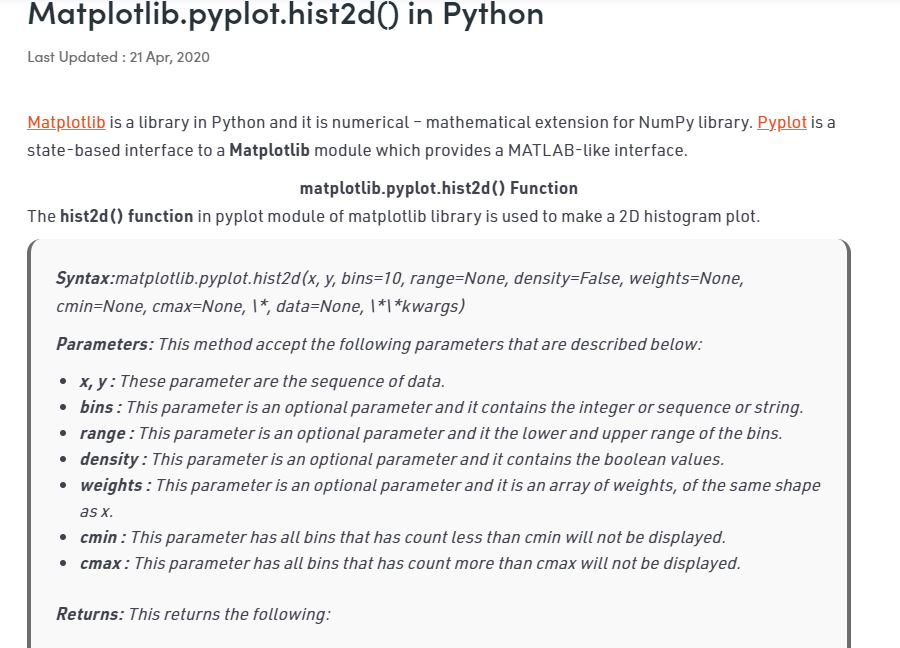 Matplotlib.pyplot.hist2d() in Python
Last Updated : 21 Apr, 2020
Matplotlib is a library in Python and it is numerical – mathematical extension for NumPy library. Pyplot is a
state-based interface to a Matplotlib module which provides a MATLAB-like interface.
matplotlib.pyplot.hist2d() Function
The hist2d() function in pyplot module of matplotlib library is used to make a 2D histogram plot.
Syntax:matplotlib.pyplot.hist2d(x, y, bins=10, range=None, density=False, weights=None,
cmin=None, cmax=None, \*, data=None, \*\*kwargs)
Parameters: This method accept the following parameters that are described below:
• x, y : These parameter are the sequence of data.
• bins : This parameter is an optional parameter and it contains the integer or sequence or string.
• range : This parameter is an optional parameter and it the lower and upper range of the bins.
• density : This parameter is an optional parameter and it contains the boolean values.
• weights : This parameter is an optional parameter and it is an array of weights, of the same shape
as x.
• cmin : This parameter has all bins that has count less than cmin will not be displayed.
• cmax : This parameter has all bins that has count more than cmax will not be displayed.
Returns: This returns the following: